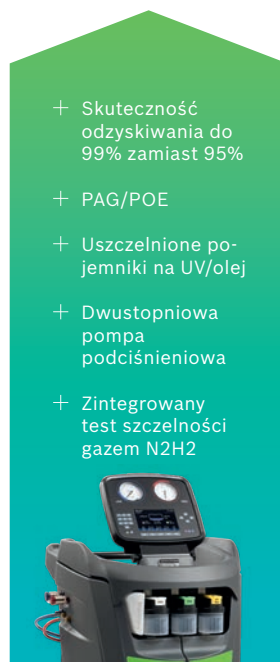 + Skuteczność
odzyskiwania do
99% zamiast 95%
+ PAG/POE
+ Uszczelnione po-
jemniki na UV/olej
+ Dwustopniowa
pompa
podciśnieniowa
+ Zintegrowany
test szczelności
gazem N2H2